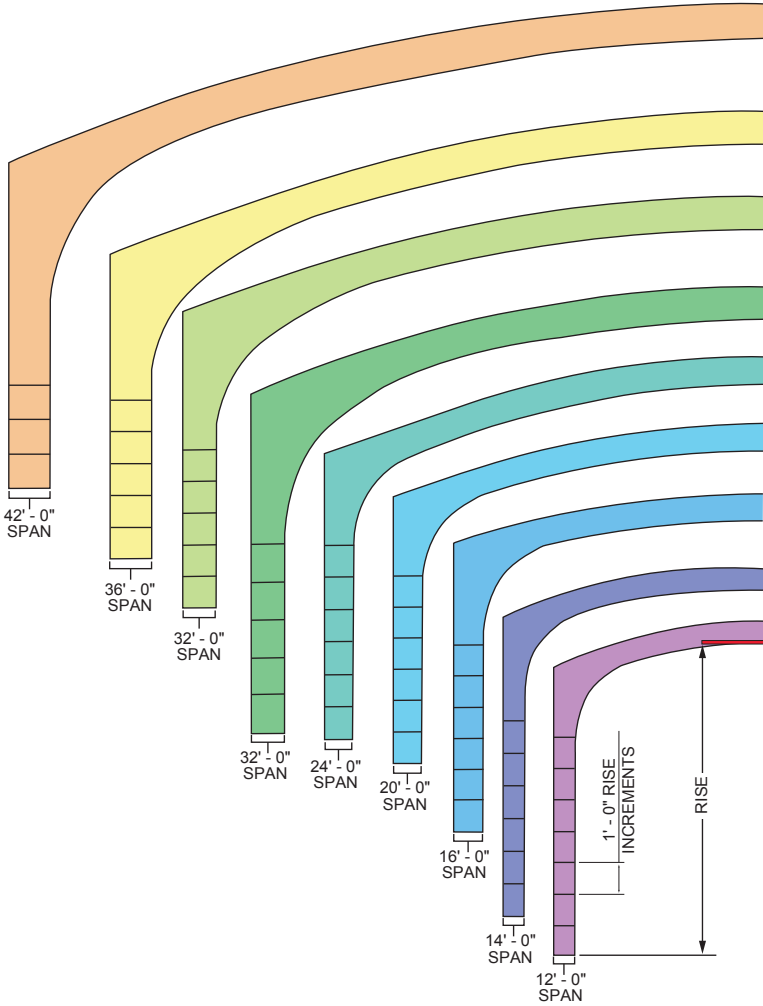 42' - 0"
SPAN
36' - 0"
SPAN
32' - 0"
SPAN
32' - 0"
SPAN
24' - 0"
SPAN
20' - 0"
SPAN
16' - 0"
SPAN
14' - 0"
SPAN
12' - 0"
SPAN
1' - 0" RISE
INCREMENTS
RISE